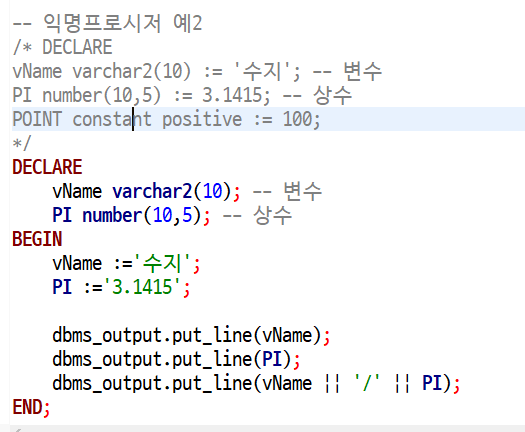 -- 익명프로시저 예2
/* DECLARE
vName varchar2(10) := '수지'; -- 변수
PI number(10,5) := 3.1415; -- 상수
POINT constant positive := 100;
*/
DECLARE
    vName varchar2(10); -- 변수
    PI number(10,5); -- 상수
BEGIN
    vName :='수지';
    PI :='3.1415';

    dbms_output.put_line(vName);
    dbms_output.put_line(PI);
    dbms_output.put_line(vName || '/' || PI);
END;